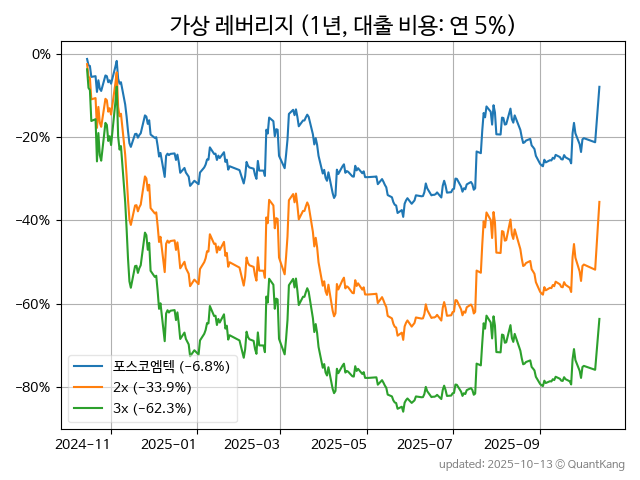 가상 레버리지 (1년, 대출 비용: 연 5%)
0%
−20%
−40%
−60%
−80%
포스코엠텍 (−6.8%)
2x (−33.9%)
3x (−62.3%)
2024-11
2025-01
2025-03
2025-05
2025-07
2025-09
updated: 2025-10-13 © QuantKang